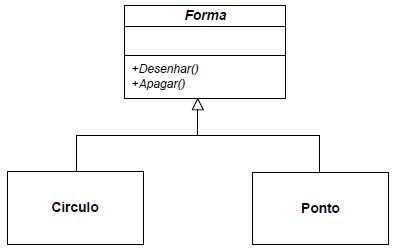 Forma
+Desenhar()
+Apagar()
Circulo
Ponto